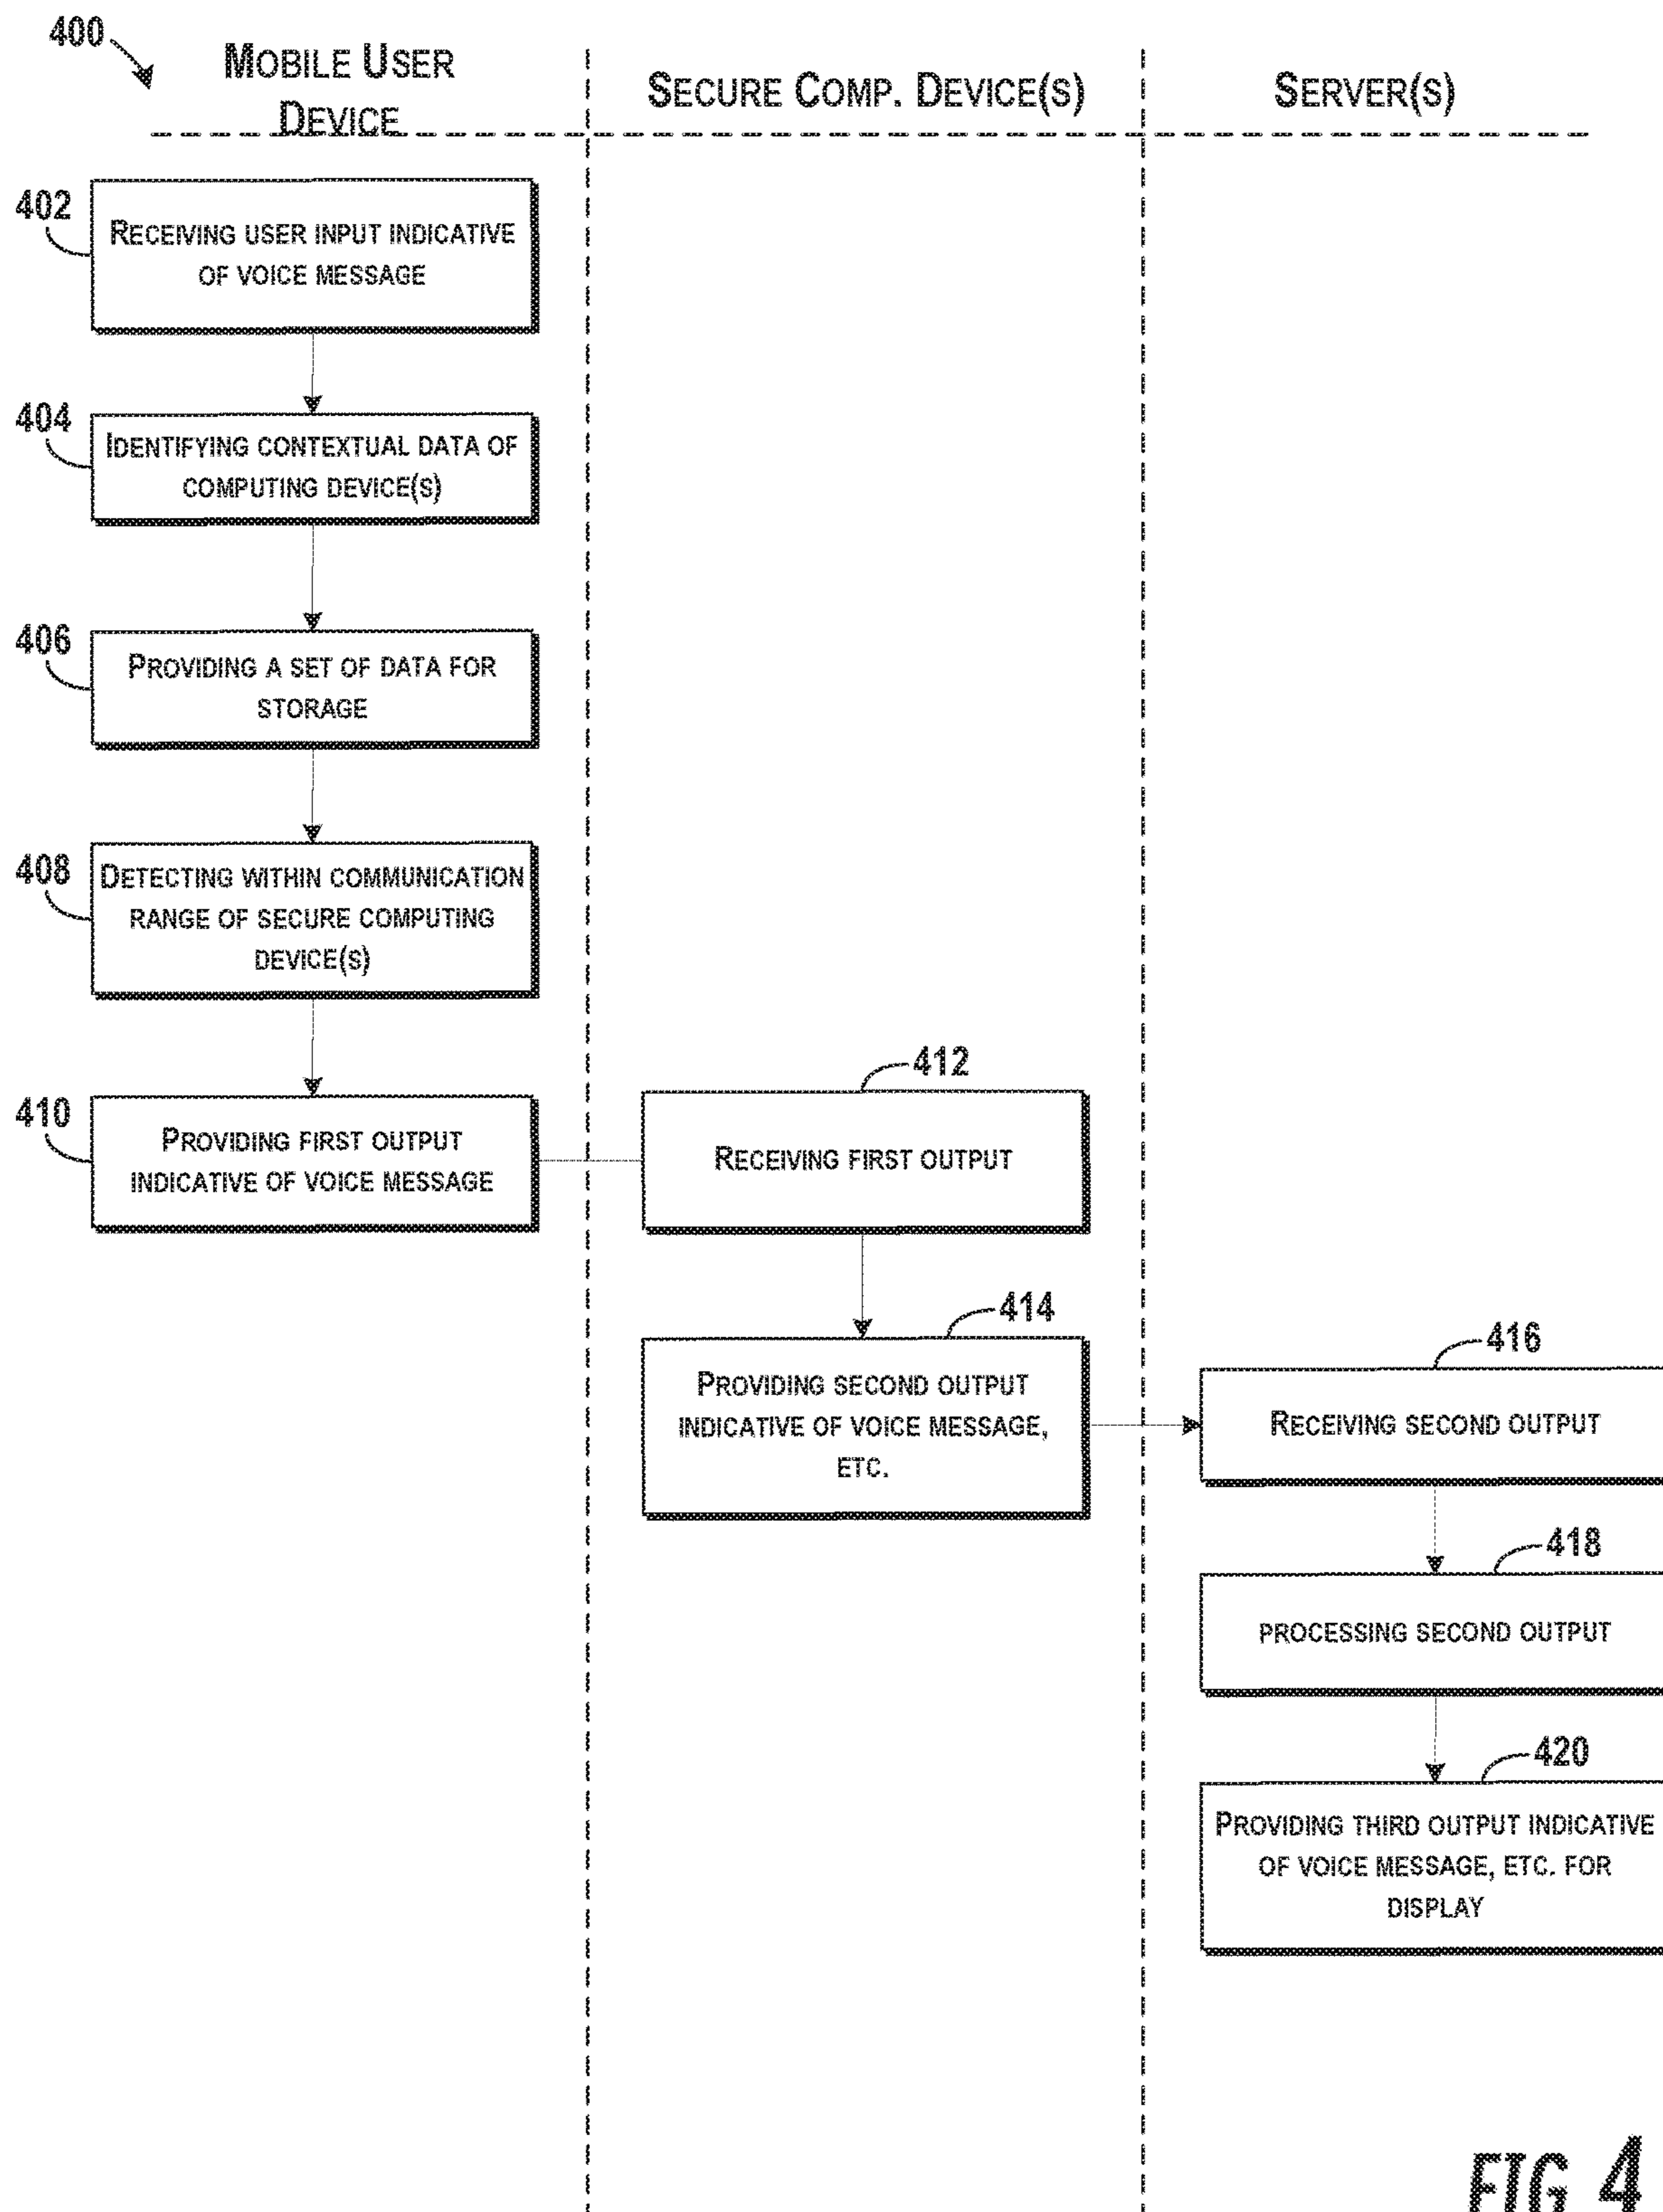 400
MOBILE USER
DEVICE
SECURE COMP. DEVICE(S)
SERVER(S)
402
RECEIVING USER INPUT INDICATIVE
OF VOICE MESSAGE
404
IDENTIFYING CONTEXTUAL DATA OF
COMPUTING DEVICE(S)
406
PROVIDING A SET OF DATA FOR
STORAGE
408
DETECTING WITHIN COMMUNICATION
RANGE OF SECURE COMPUTING
DEVICE(S)
410
PROVIDING FIRST OUTPUT
INDICATIVE OF VOICE MESSAGE
412
RECEIVING FIRST OUTPUT
414
PROVIDING SECOND OUTPUT
INDICATIVE OF VOICE MESSAGE,
ETC.
416
RECEIVING SECOND OUTPUT
418
PROCESSING SECOND OUTPUT
420
PROVIDING THIRD OUTPUT INDICATIVE
OF VOICE MESSAGE, ETC. FOR
DISPLAY
FIG 4